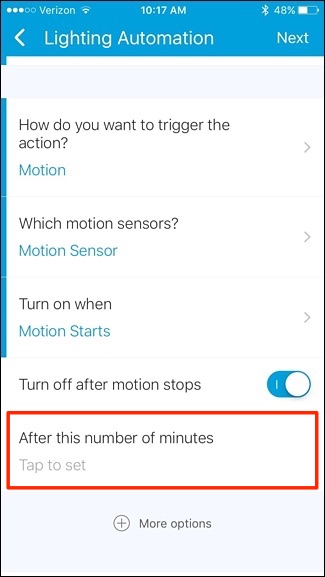 Verizon 10:17 AM 48%
Lighting Automation Next
How do you want to trigger the
action?
Motion
Which motion sensors?
Motion Sensor
Turn on when
Motion Starts
Turn off after motion stops
After this number of minutes
Tap to set
More options